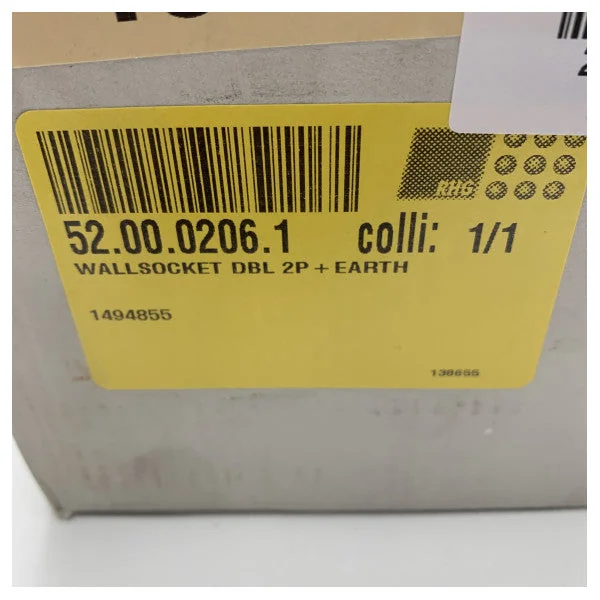 RHG
52.00.0206.1 colli: 1/1
WALLSOCKET DBL 2P + EARTH
1494855
138655